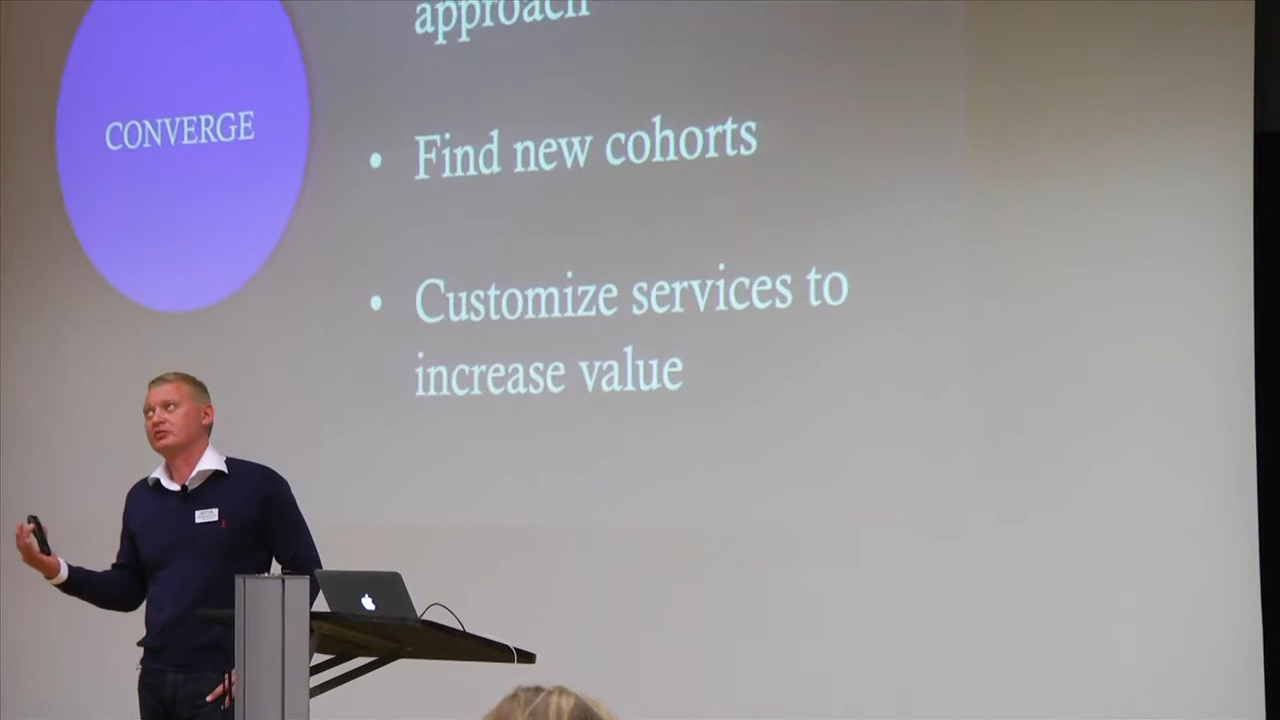 approach
CONVERGE
• Find new cohorts
• Customize services to
increase value